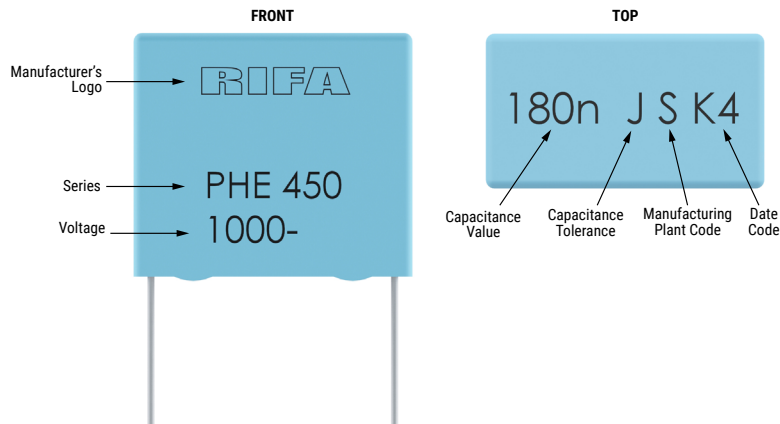 FRONT
Manufacturer's
Logo
RIFA
Series
PHE 450
Voltage
1000-
TOP
180n J S K4
Capacitance
Value
Capacitance
Tolerance
Manufacturing
Plant Code
Date
Code